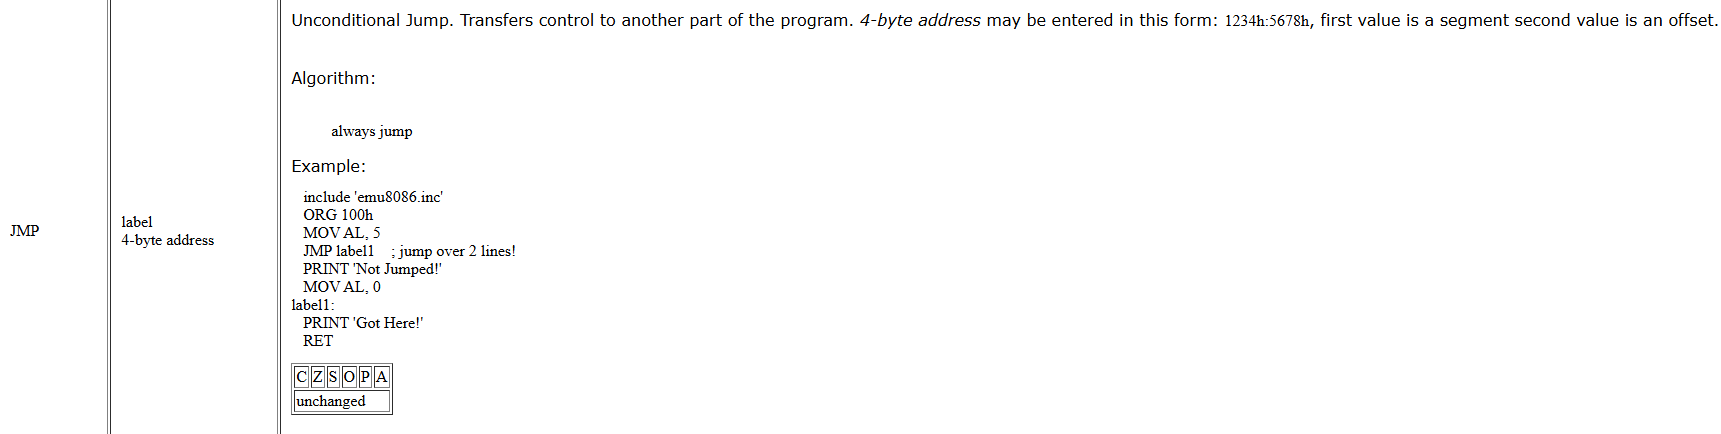 JMP
label
4-byte address
Unconditional Jump. Transfers control to another part of the program. 4-byte address may be entered in this form: 1234h:5678h, first value is a segment second value is an offset.
Algorithm:
always jump
Example:
include 'emu8086.inc'
ORG 100h
MOV AL, 5
JMP label1    ; jump over 2 lines!
PRINT 'Not Jumped!'
MOV AL, 0
label1:
PRINT 'Got Here!'
RET
C Z S O P A
unchanged